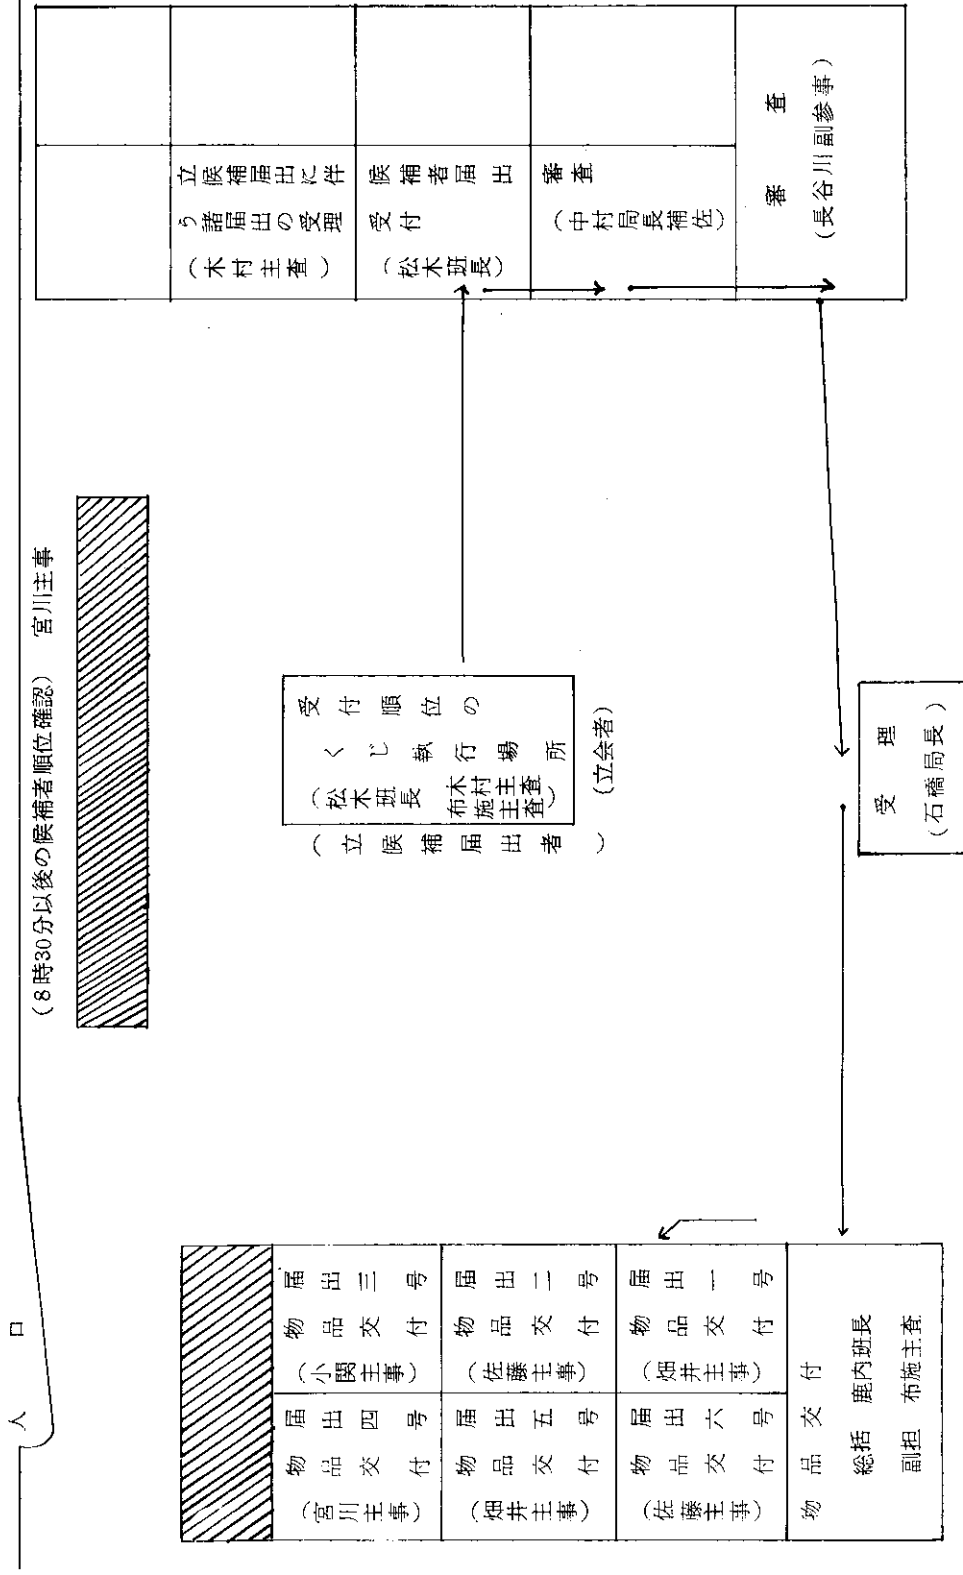 入口
(8時30分以後の候補者順位確認) 宮川主事
立候補届出に伴
う諸届出の受理
(木村主査)
候補者届出
受付
(松木班長)
審査
(中村局長補佐)
審査
(長谷川副参事)
受付順位の
くじ執行場所
(松木班長 木村主査
布施主査)
(立候補届出者)
(立会者)
受理
(石橋局長)
届出三号
物品交付
(小関主事)
届出二号
物品交付
(佐藤主事)
届出一号
物品交付
(畑井主事)
届出四号
物品交付
(宮川主事)
届出五号
物品交付
(畑井主事)
届出六号
物品交付
(佐藤主事)
物品交付
総括 鹿内班長
副担 布施主査